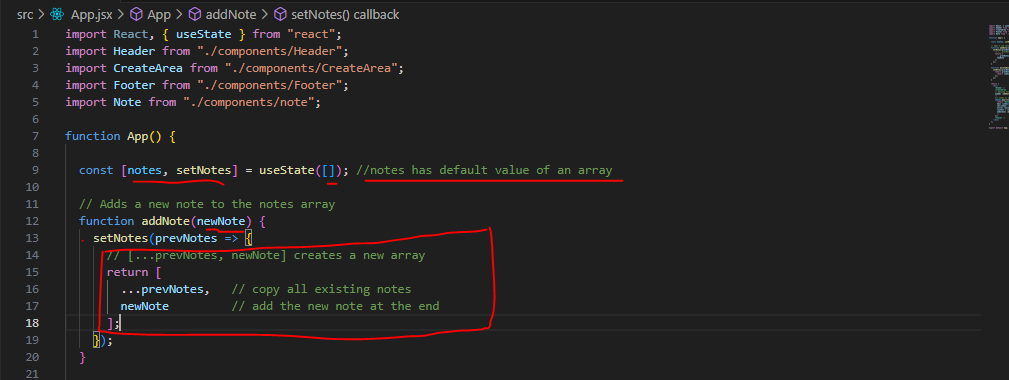 src > App.jsx > App > addNote > setNotes() callback
1 import React, { useState } from "react";
2 import Header from "./components/Header";
3 import CreateArea from "./components/CreateArea";
4 import Footer from "./components/Footer";
5 import Note from "./components/note";
6
7 function App() {
8
9 const [notes, setNotes] = useState([]); //notes has default value of an array
10
11 // Adds a new note to the notes array
12 function addNote(newNote) {
13 setNotes(prevNotes => {
14 // [...prevNotes, newNote] creates a new array
15 return [
16 ...prevNotes, // copy all existing notes
17 newNote // add the new note at the end
18 ];
19 });
20 }
21